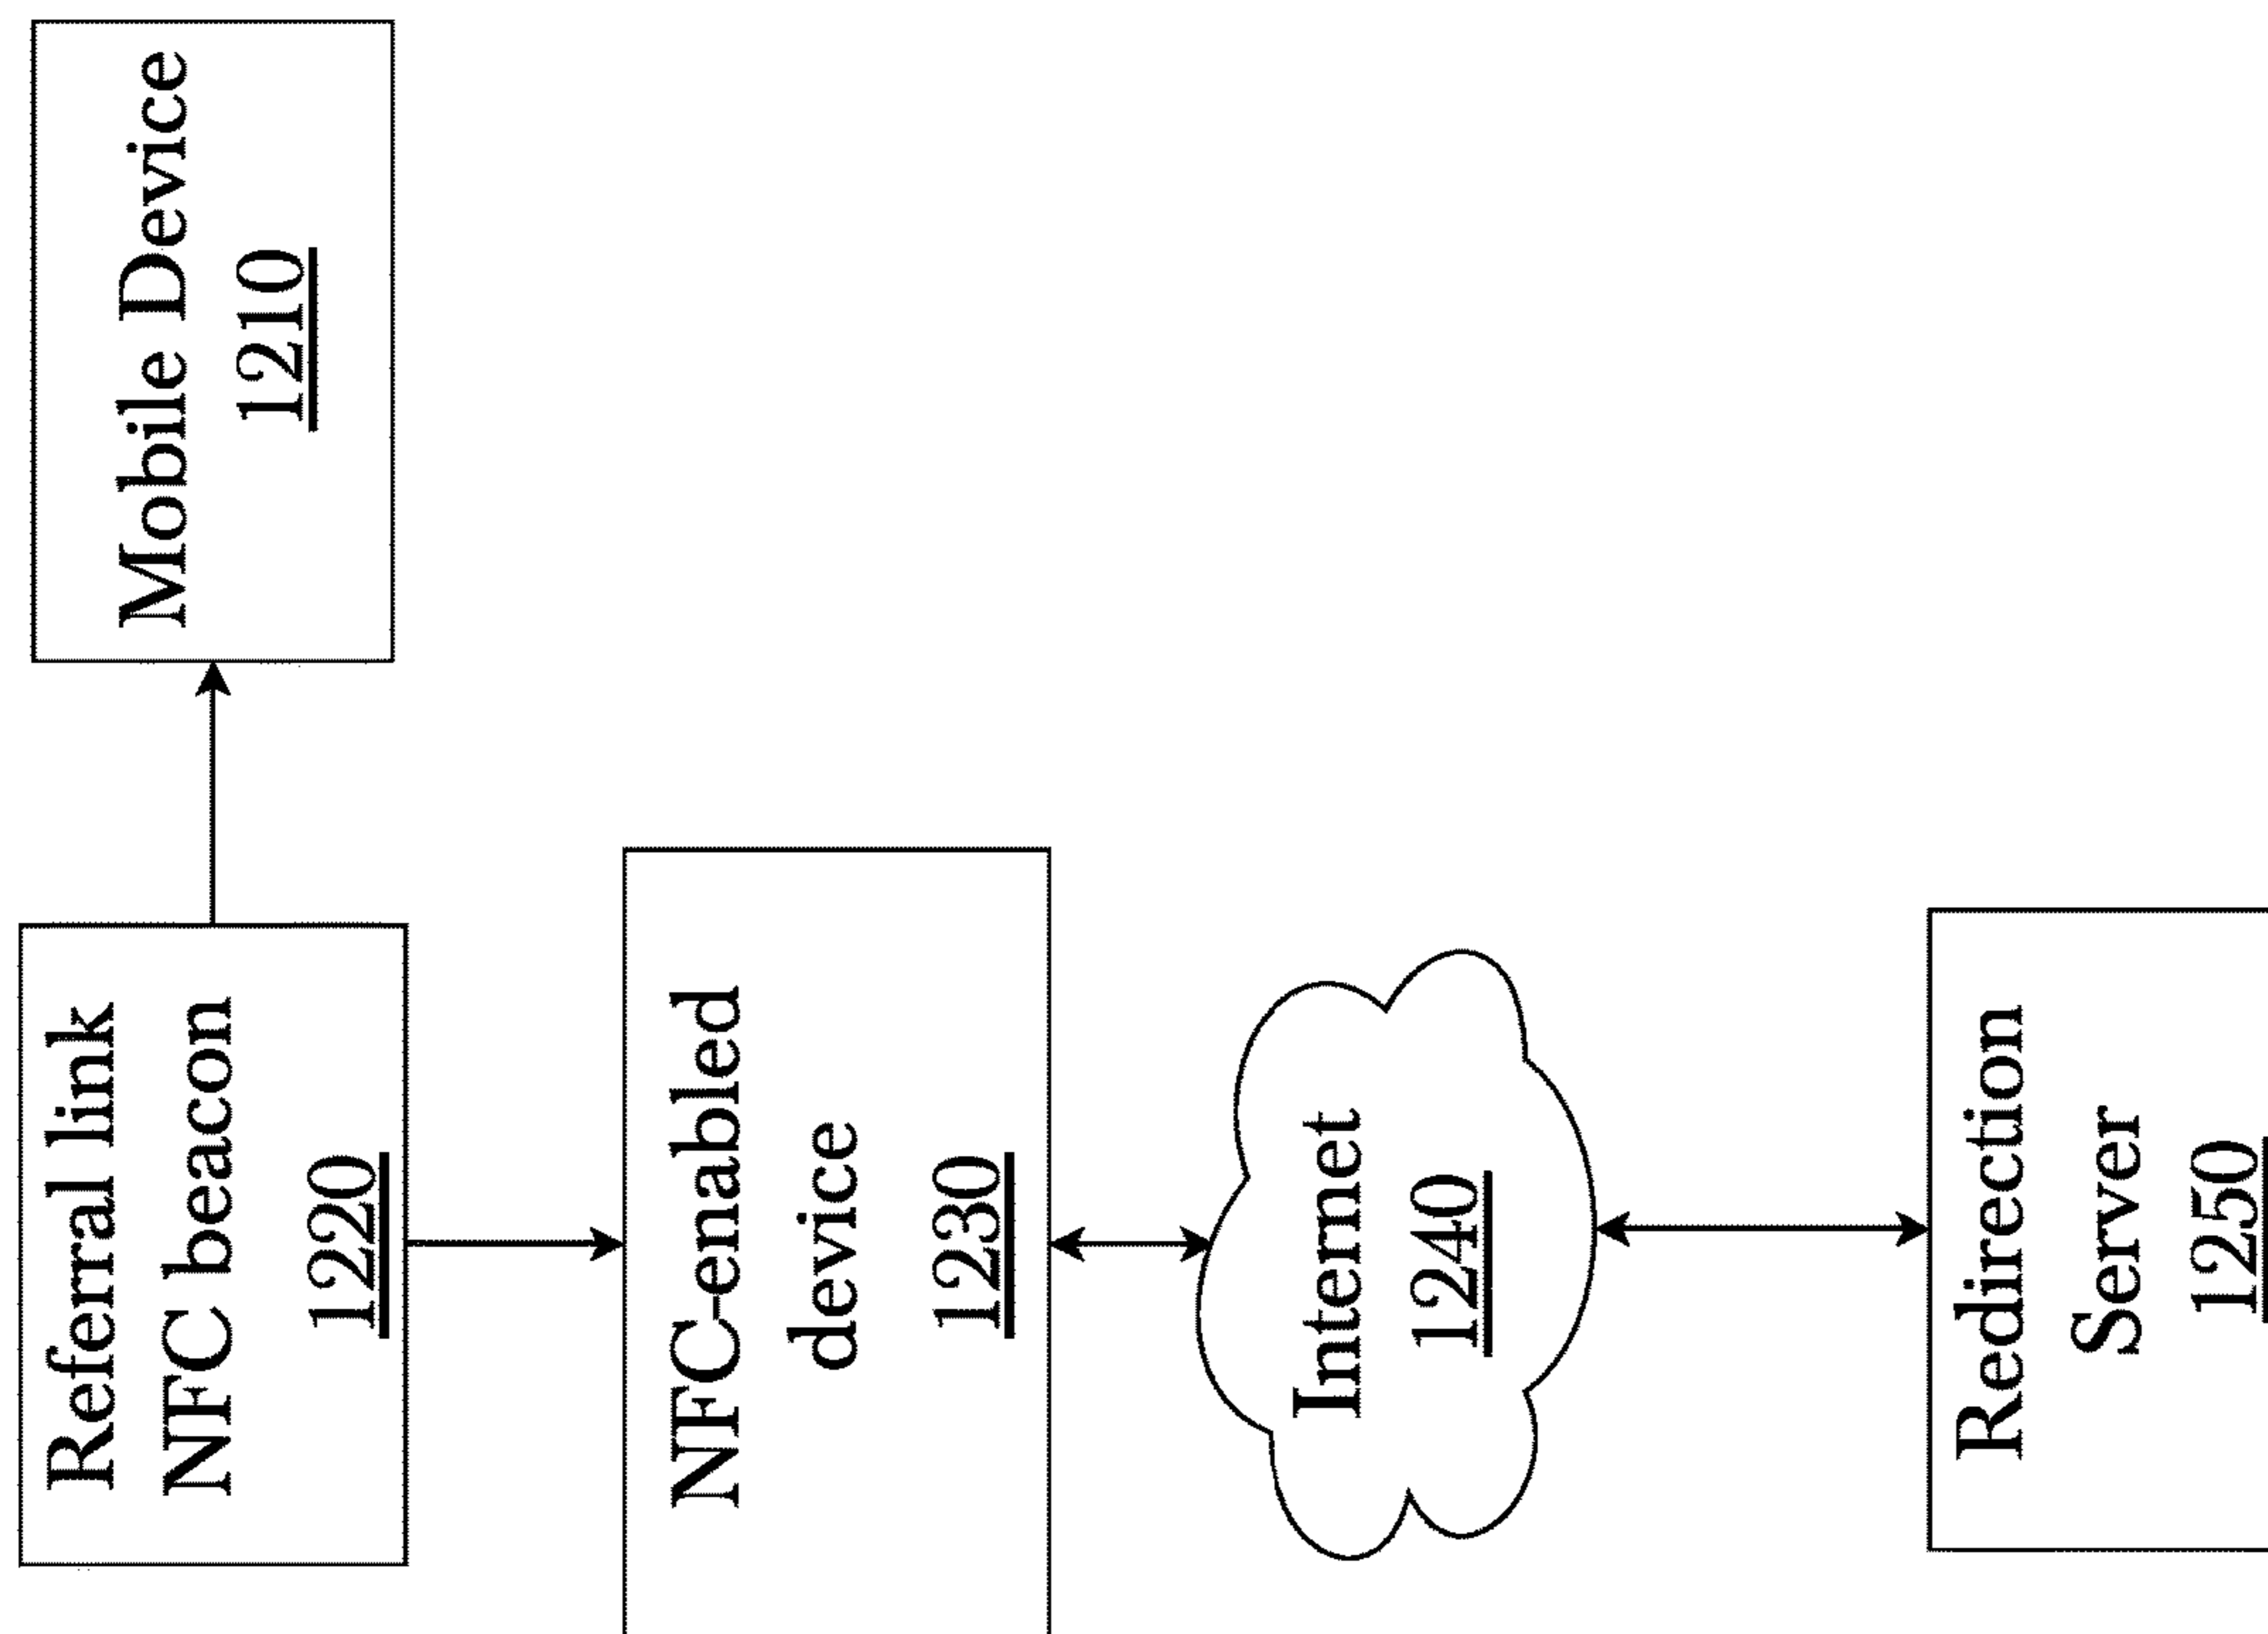 Referral link
NFC beacon
1220
Mobile Device
1210
NFC-enabled
device
1230
Internet
1240
Redirection
Server
1250